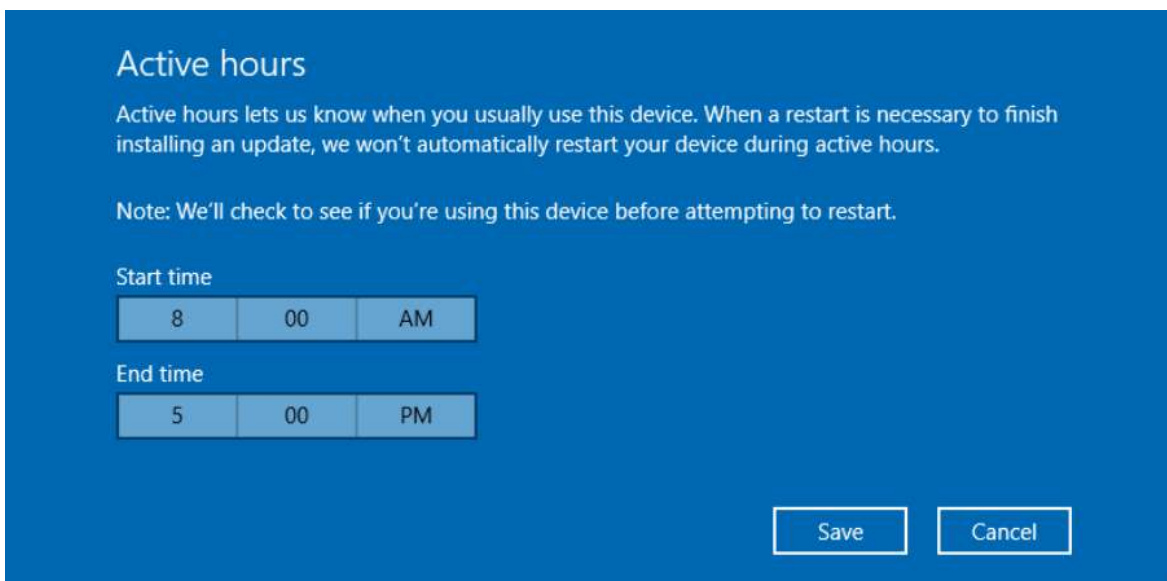 Active hours
Active hours lets us know when you usually use this device. When a restart is necessary to finish
installing an update, we won't automatically restart your device during active hours.
Note: We'll check to see if you're using this device before attempting to restart.
Start time
8 00 AM
End time
5 00 PM
Save Cancel